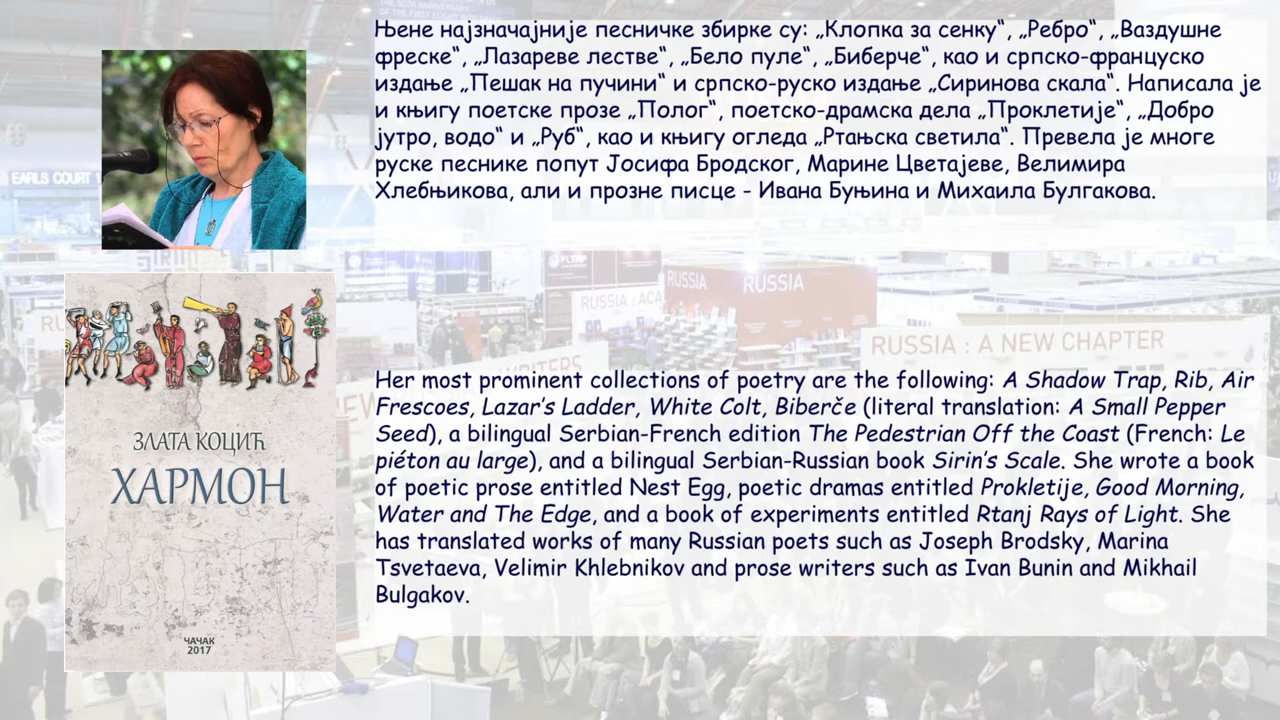 Њене најзначајније песничке збирке су: „Клопка за сенку“, „Ребро“, „Ваздушне
фреске“, „Лазареве лестве“, „Бело пуле“, „Биберче“, као и српско-француско
издање „Пешак на пучини“ и српско-руско издање „Сиринова скала“. Написала је
и књигу поетске прозе „Полог“, поетско-драмска дела „Проклетије“, „Добро
јутро, водо“ и „Руб“, као и књигу огледа „Ртањска светила“. Превела је многе
руске песнике попут Јосифа Бродског, Марине Цветајеве, Велимира
Хлебњикова, али и прозне писце - Ивана Буњина и Михаила Булгакова.
EARLS COURT
RUSSIA
RUSSIA
RUSSIA : ACA
RUSSIA : A NEW CHAPTER
WRITERS
ЗЛАТА КОЦИЋ
ХАРМОН
ЧАЧАК
2017
Her most prominent collections of poetry are the following: A Shadow Trap, Rib, Air
Frescoes, Lazar’s Ladder, White Colt, Biberče (literal translation: A Small Pepper
Seed), a bilingual Serbian-French edition The Pedestrian Off the Coast (French: Le
piéton au large), and a bilingual Serbian-Russian book Sirin’s Scale. She wrote a book
of poetic prose entitled Nest Egg, poetic dramas entitled Prokletije, Good Morning,
Water and The Edge, and a book of experiments entitled Rtanj Rays of Light. She
has translated works of many Russian poets such as Joseph Brodsky, Marina
Tsvetaeva, Velimir Khlebnikov and prose writers such as Ivan Bunin and Mikhail
Bulgakov.